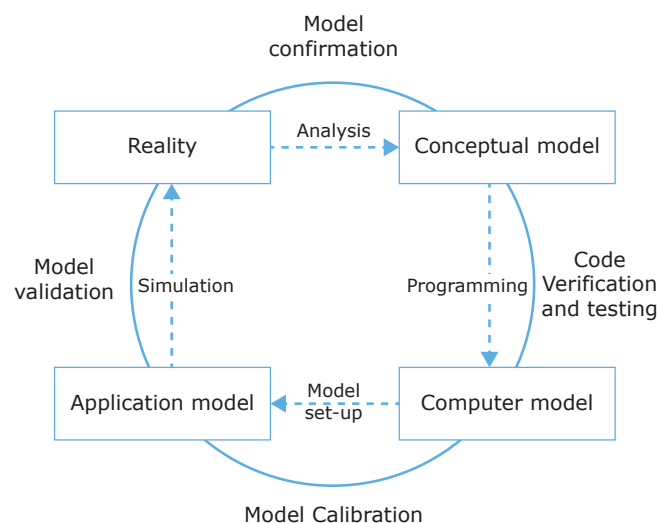 Model
confirmation
Reality
Analysis
Conceptual model
Model
validation
Simulation
Programming
Code
Verification
and testing
Application model
Model
set-up
Computer model
Model Calibration